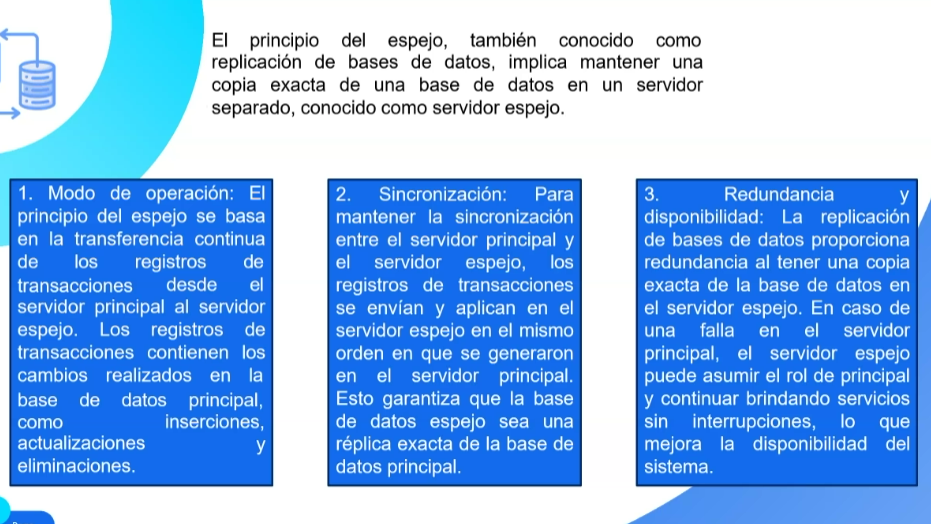 El principio del espejo, también conocido como
replicación de bases de datos, implica mantener una
copia exacta de una base de datos en un servidor
separado, conocido como servidor espejo.
1. Modo de operación: El
principio del espejo se basa
en la transferencia continua
de los registros de
transacciones desde el
servidor principal al servidor
espejo. Los registros de
transacciones contienen los
cambios realizados en la
base de datos principal,
como inserciones,
actualizaciones y
eliminaciones.
2. Sincronización: Para
mantener la sincronización
entre el servidor principal y
el servidor espejo, los
registros de transacciones
se envían y aplican en el
servidor espejo en el mismo
orden en que se generaron
en el servidor principal.
Esto garantiza que la base
de datos espejo sea una
réplica exacta de la base de
datos principal.
3. Redundancia y
disponibilidad: La replicación
de bases de datos proporciona
redundancia al tener una copia
exacta de la base de datos en
el servidor espejo. En caso de
una falla en el servidor
principal, el servidor espejo
puede asumir el rol de principal
y continuar brindando servicios
sin interrupciones, lo que
mejora la disponibilidad del
sistema.